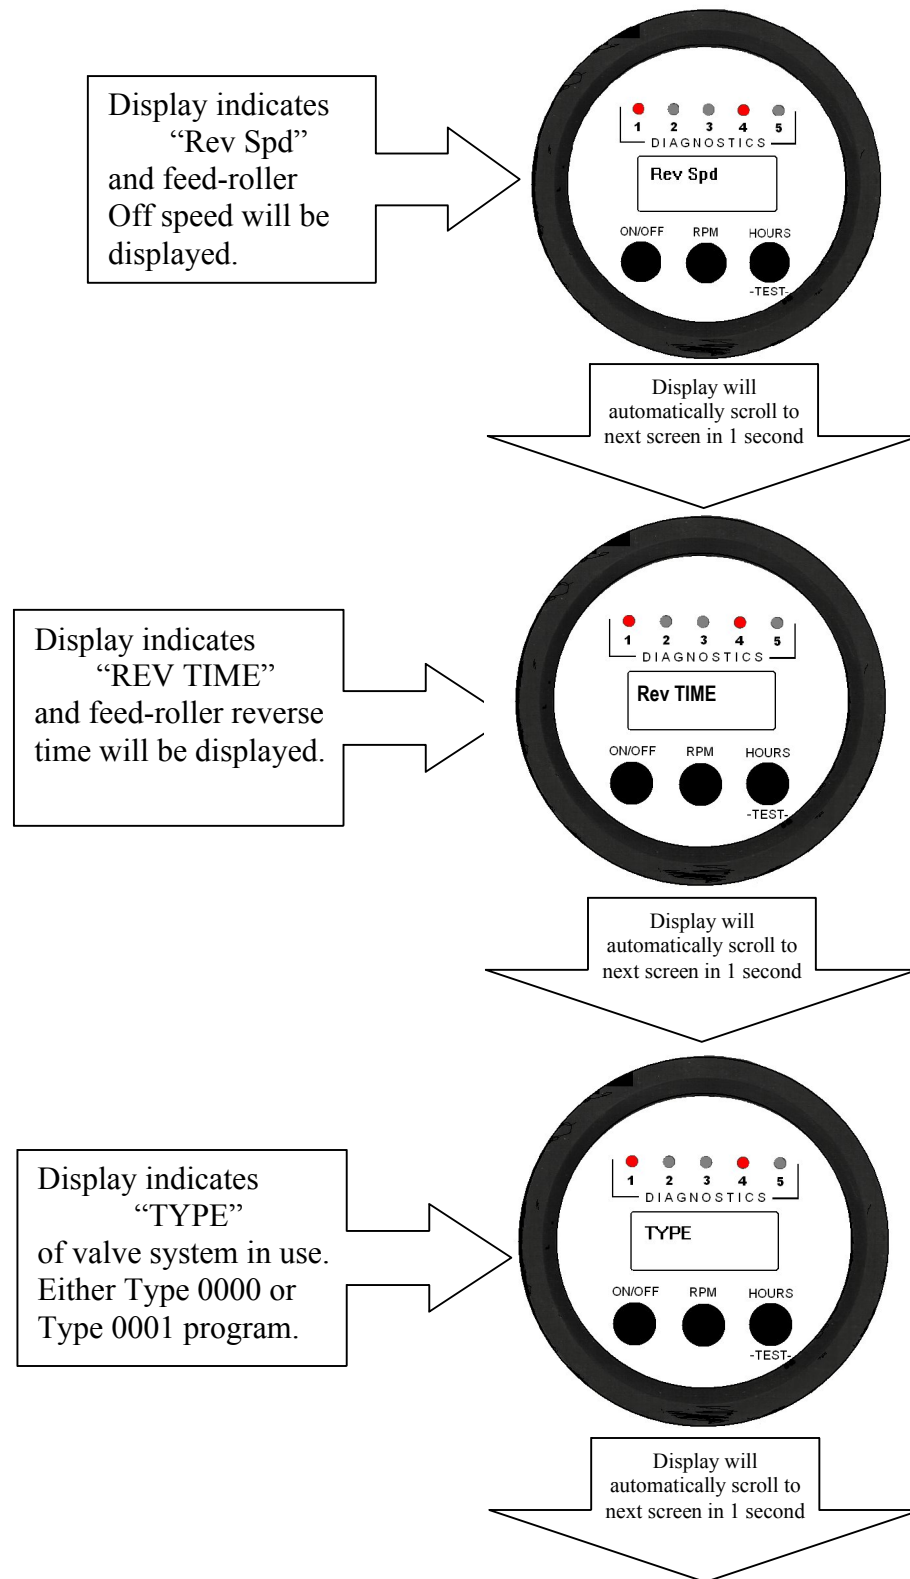 Display indicates
“Rev Spd”
and feed-roller
Off speed will be
displayed.
1 2 3 4 5
DIAGNOSTICS
Rev Spd
ON/OFF RPM HOURS
-TEST-
Display will
automatically scroll to
next screen in 1 second
Display indicates
“REV TIME”
and feed-roller reverse
time will be displayed.
1 2 3 4 5
DIAGNOSTICS
Rev TIME
ON/OFF RPM HOURS
-TEST-
Display will
automatically scroll to
next screen in 1 second
Display indicates
“TYPE”
of valve system in use.
Either Type 0000 or
Type 0001 program.
1 2 3 4 5
DIAGNOSTICS
TYPE
ON/OFF RPM HOURS
-TEST-
Display will
automatically scroll to
next screen in 1 second